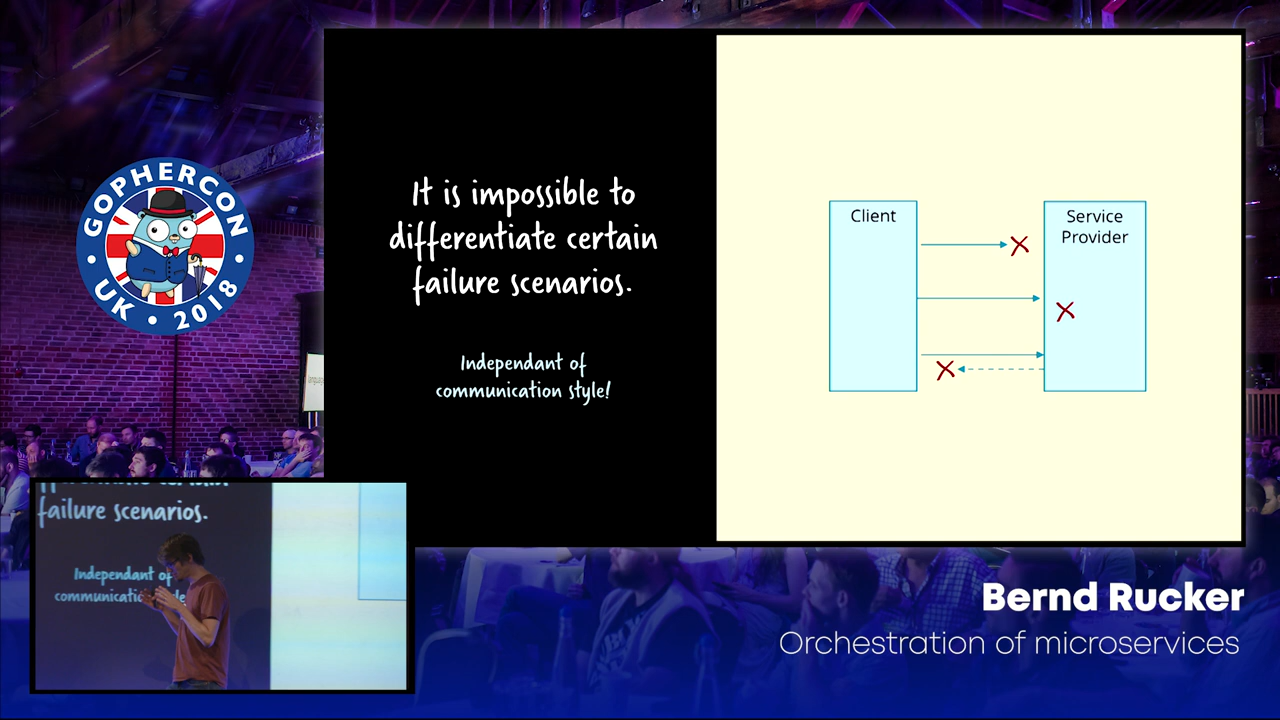 GOPHERCON
UK • 2018
It is impossible to
differentiate certain
failure scenarios.
Independant of
communication style!
Client
Service
Provider
failure scenarios.
Independant of
Bernd Rucker
Orchestration of microservices